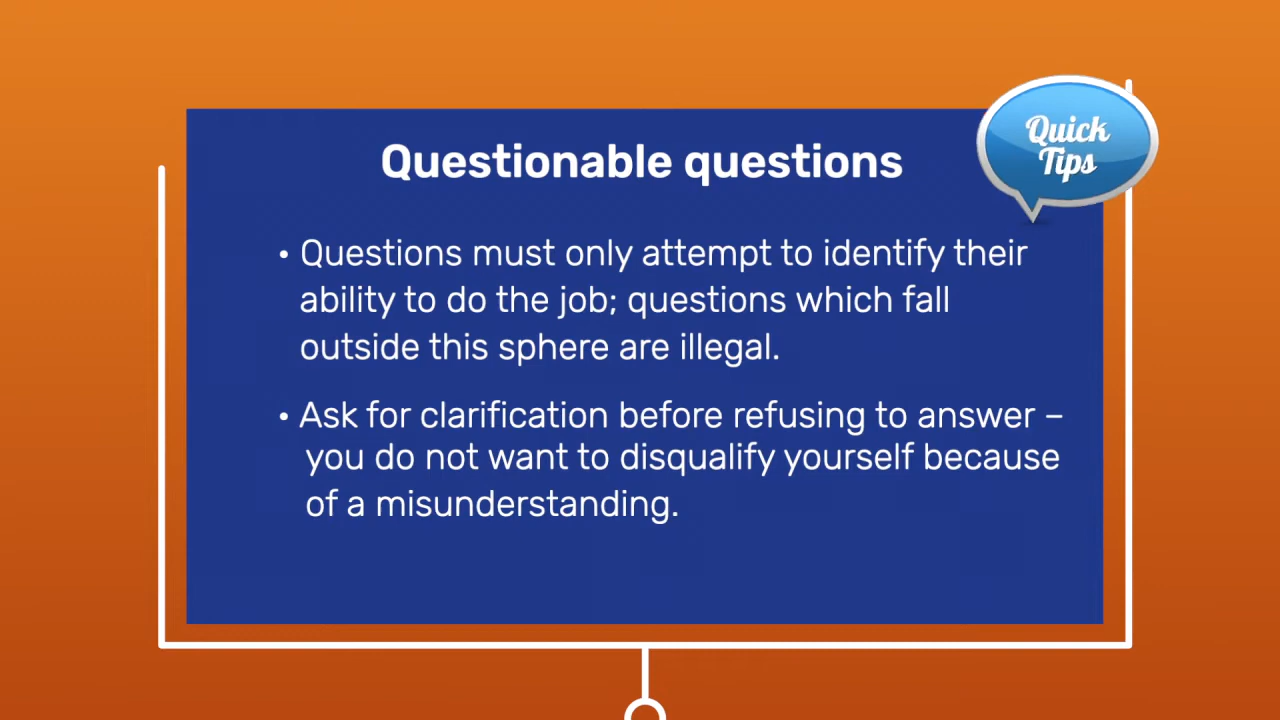 Quick
Tips
Questionable questions
• Questions must only attempt to identify their
ability to do the job; questions which fall
outside this sphere are illegal.
• Ask for clarification before refusing to answer –
you do not want to disqualify yourself because
of a misunderstanding.